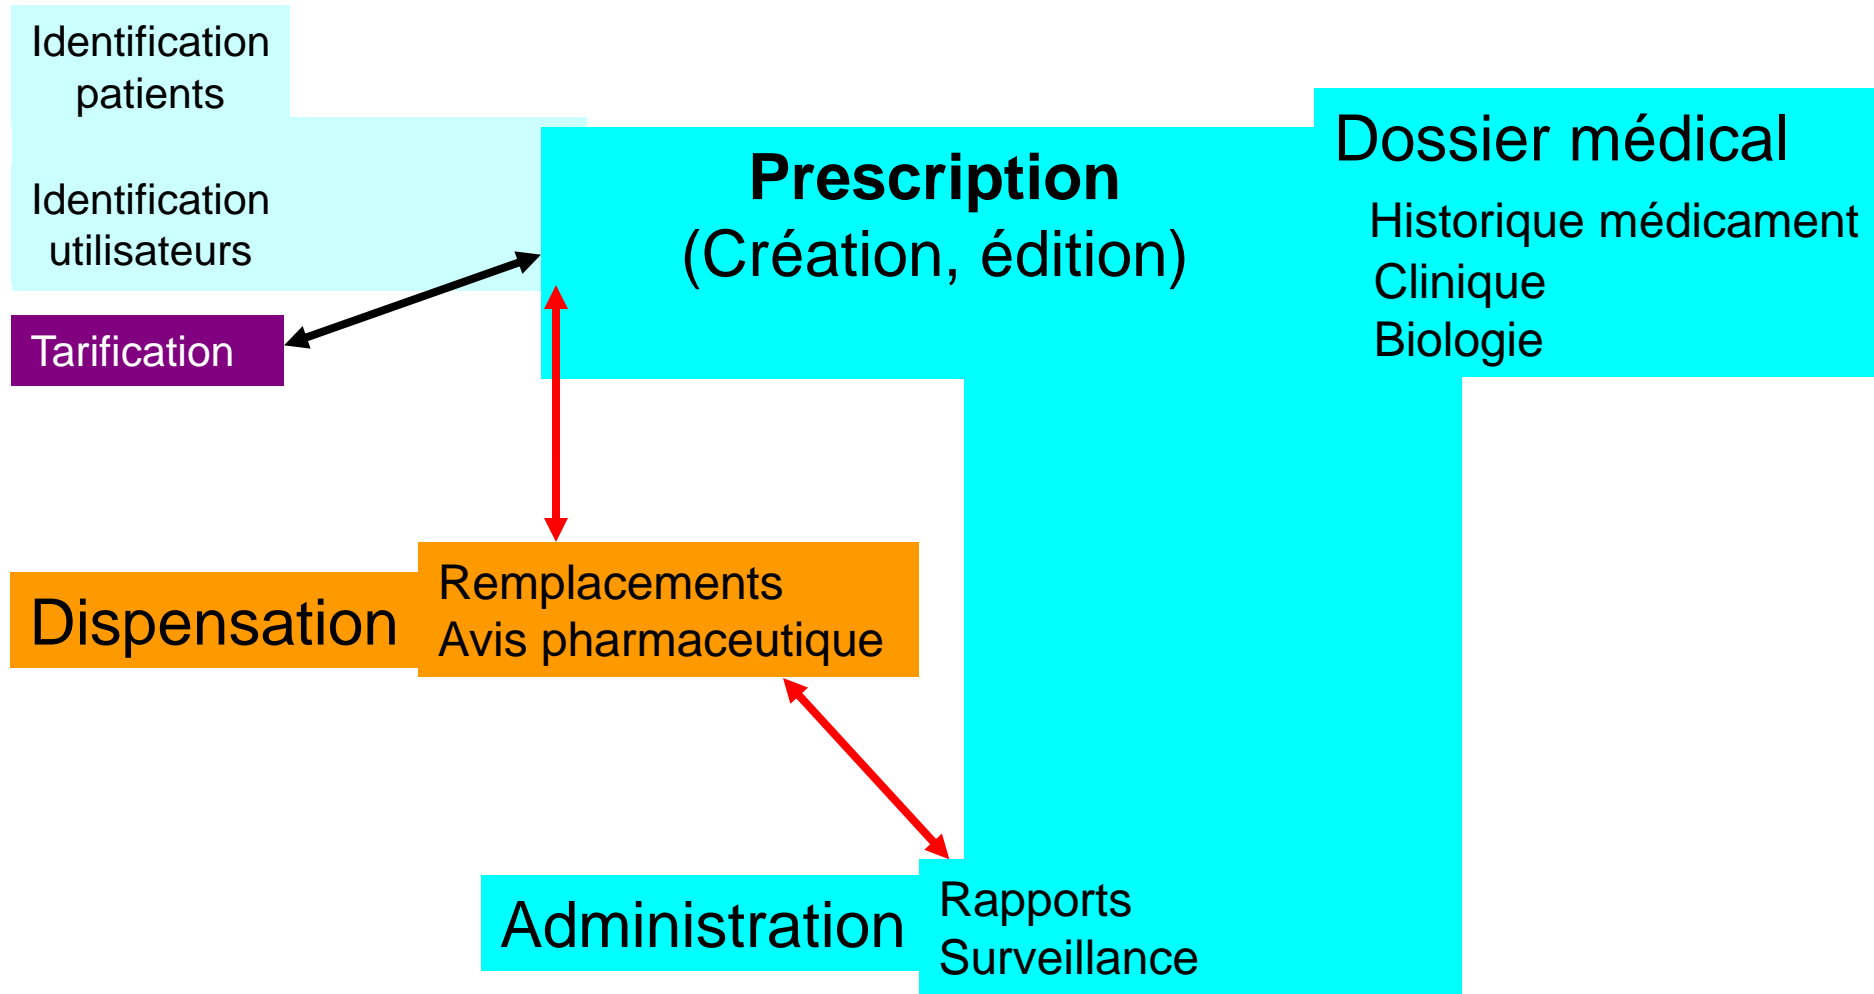 Identification
patients
Identification
utilisateurs
Tarification
Prescription
(Création, édition)
Dossier médical
Historique médicament
Clinique
Biologie
Dispensation
Remplacements
Avis pharmaceutique
Administration
Rapports
Surveillance